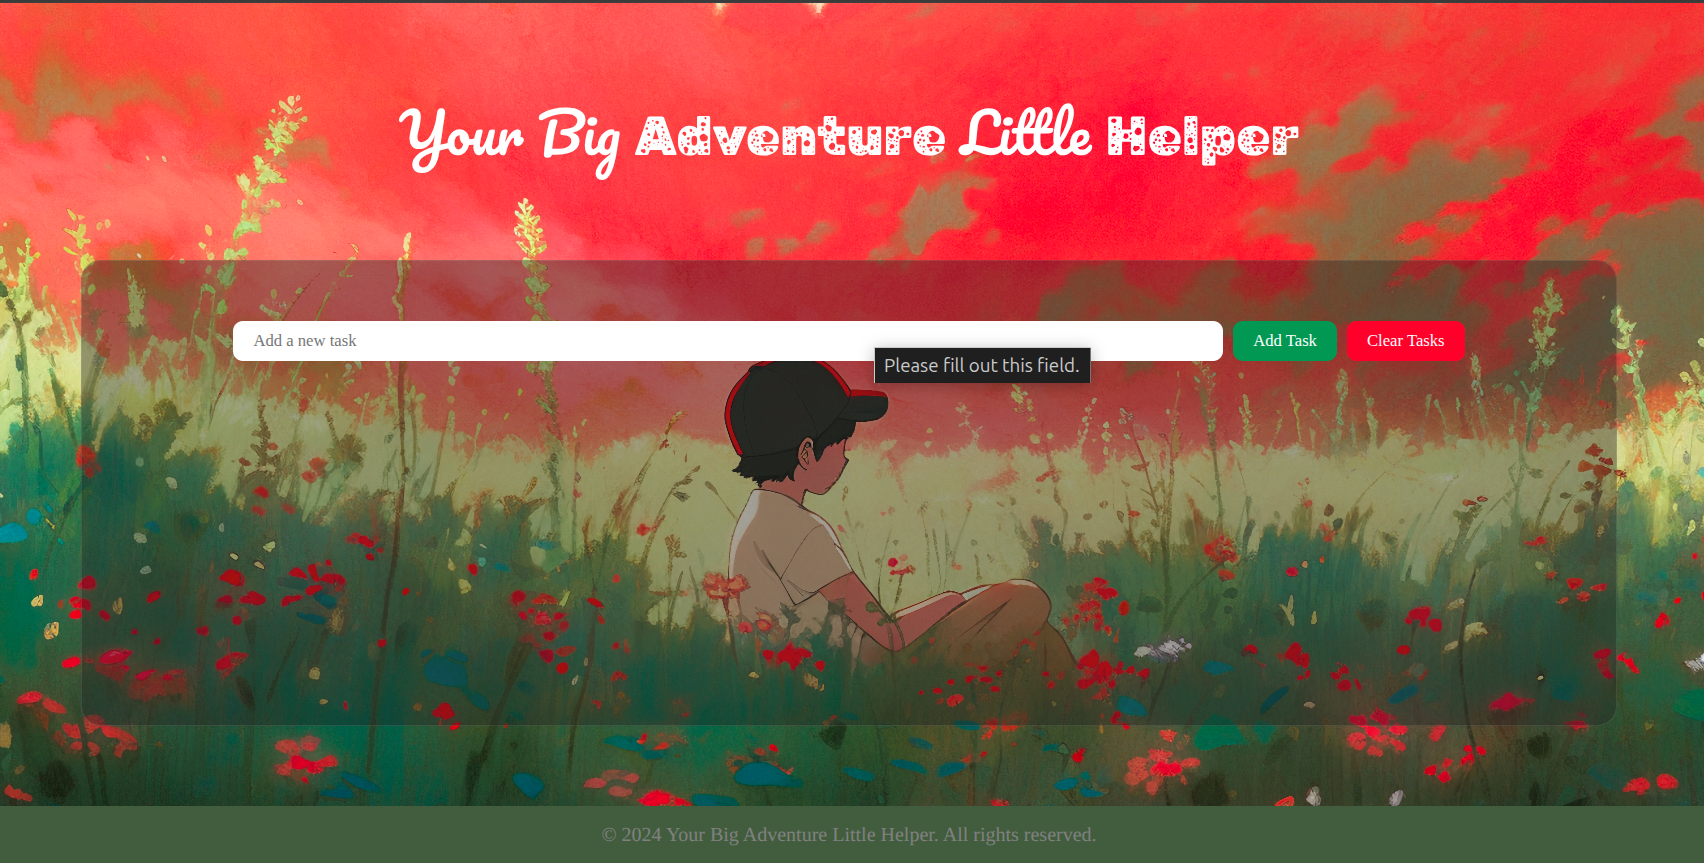 Your Big Adventure Little Helper
Add a new task Add Task Clear Tasks
Please fill out this field.
© 2024 Your Big Adventure Little Helper. All rights reserved.